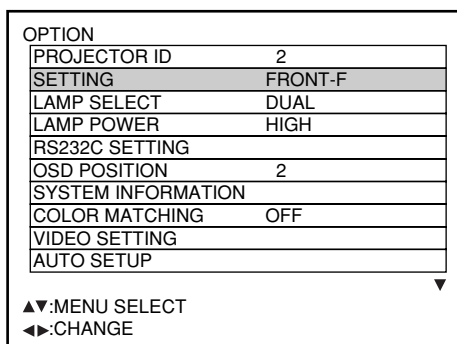 OPTION
PROJECTOR ID 2
SETTING FRONT-F
LAMP SELECT DUAL
LAMP POWER HIGH
RS232C SETTING
OSD POSITION 2
SYSTEM INFORMATION
COLOR MATCHING OFF
VIDEO SETTING
AUTO SETUP
▼
▲▼:MENU SELECT
◀▶:CHANGE